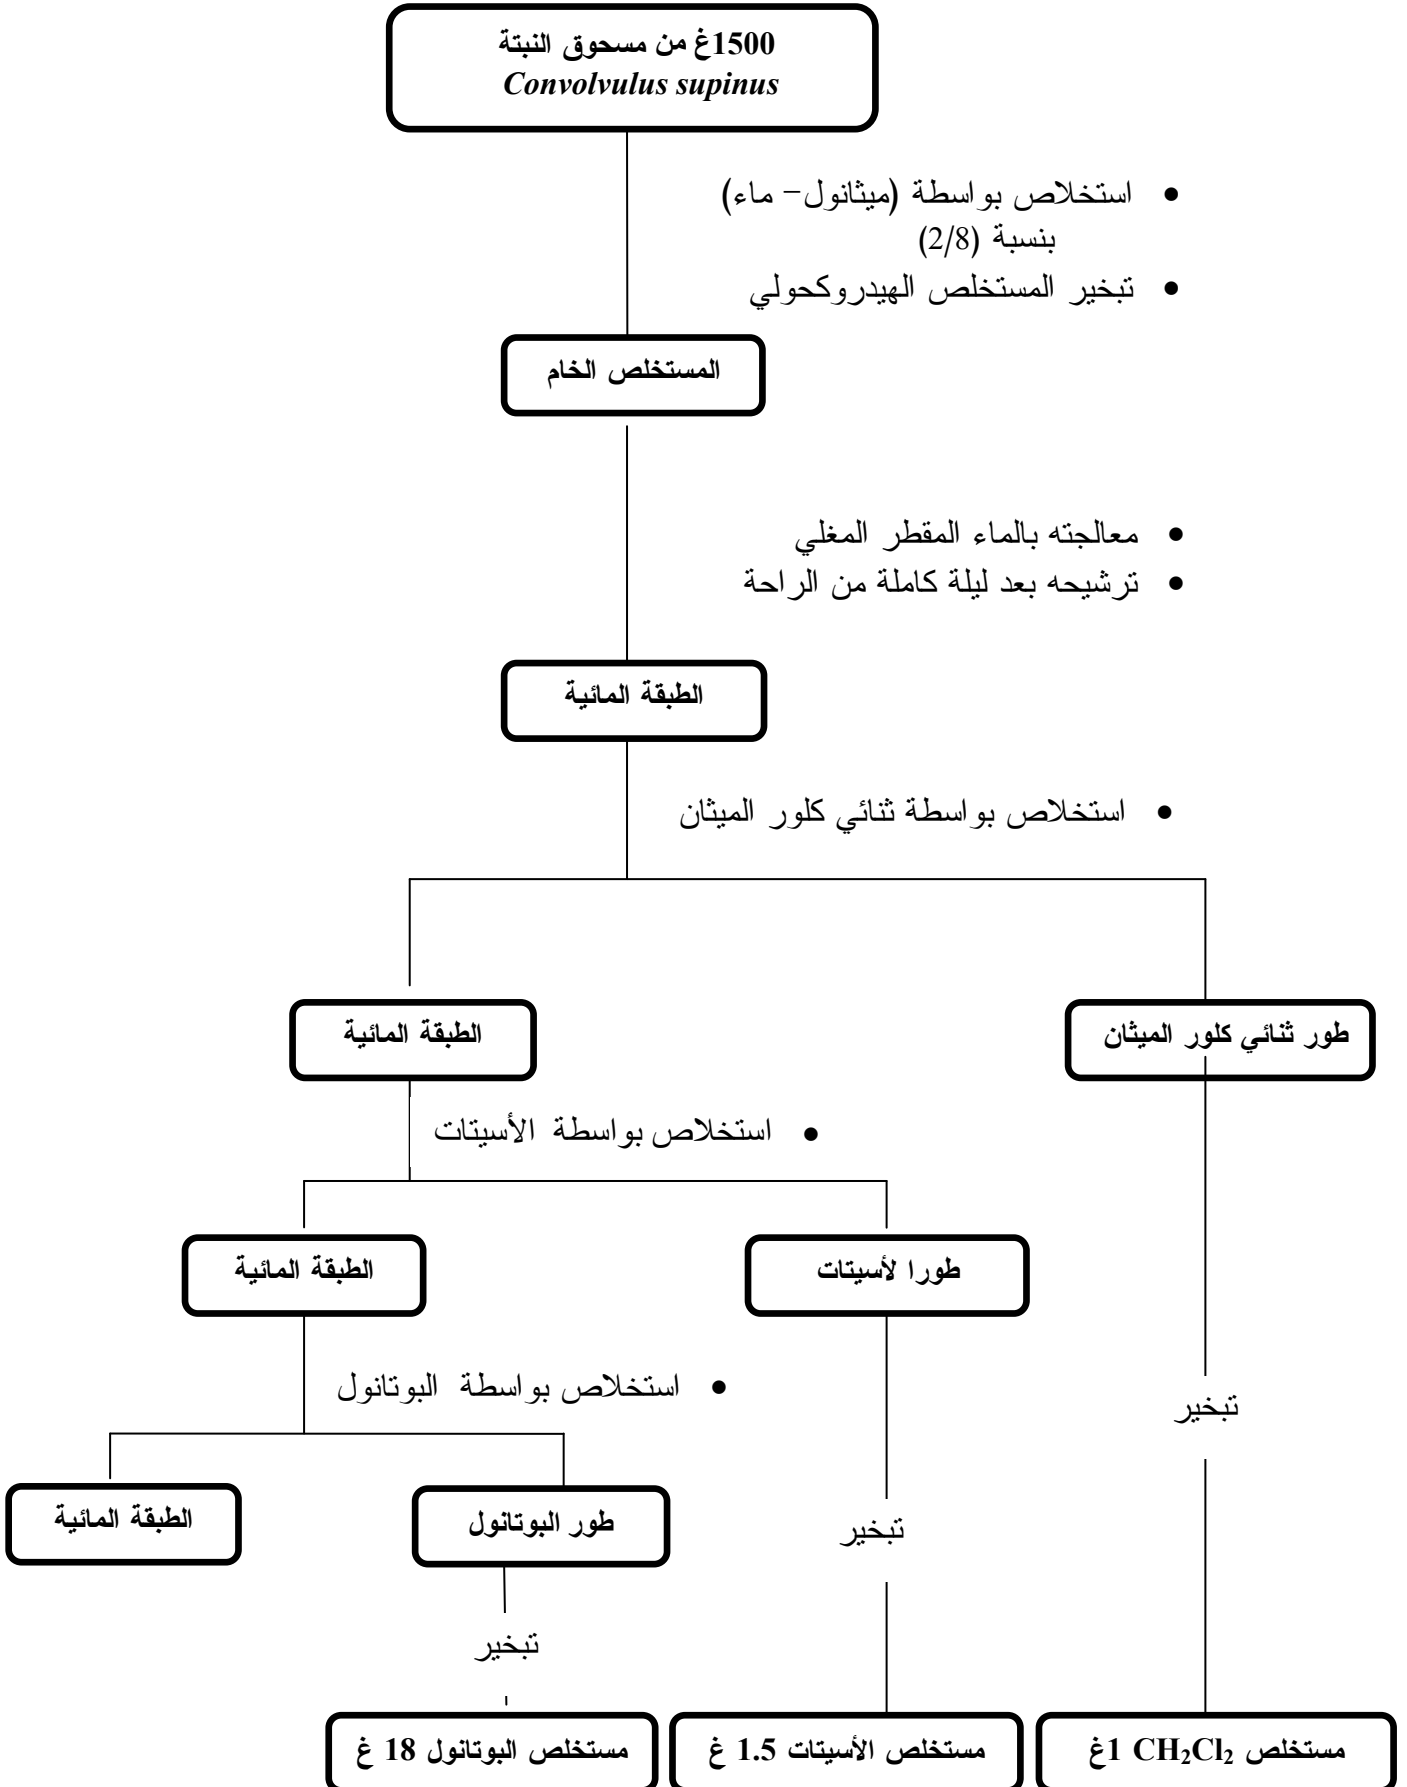 1500غ من مسحوق النبتة
Convolvulus supinus
• استخلاص بواسطة (ميثانول- ماء)
بنسبة (2/8)
• تبخير المستخلص الهيدروكحولي
المستخلص الخام
• معالجته بالماء المقطر المغلي
• ترشيحه بعد ليلة كاملة من الراحة
الطبقة المائية
• استخلاص بواسطة ثنائي كلور الميثان
طور ثنائي كلور الميثان
الطبقة المائية
• استخلاص بواسطة الأسيتات
طورا لأسيتات
الطبقة المائية
• استخلاص بواسطة البوتانول
تبخير
طور البوتانول
الطبقة المائية
تبخير
تبخير
مستخلص CH₂Cl₂ 1غ
مستخلص الأسيتات 1.5 غ
مستخلص البوتانول 18 غ